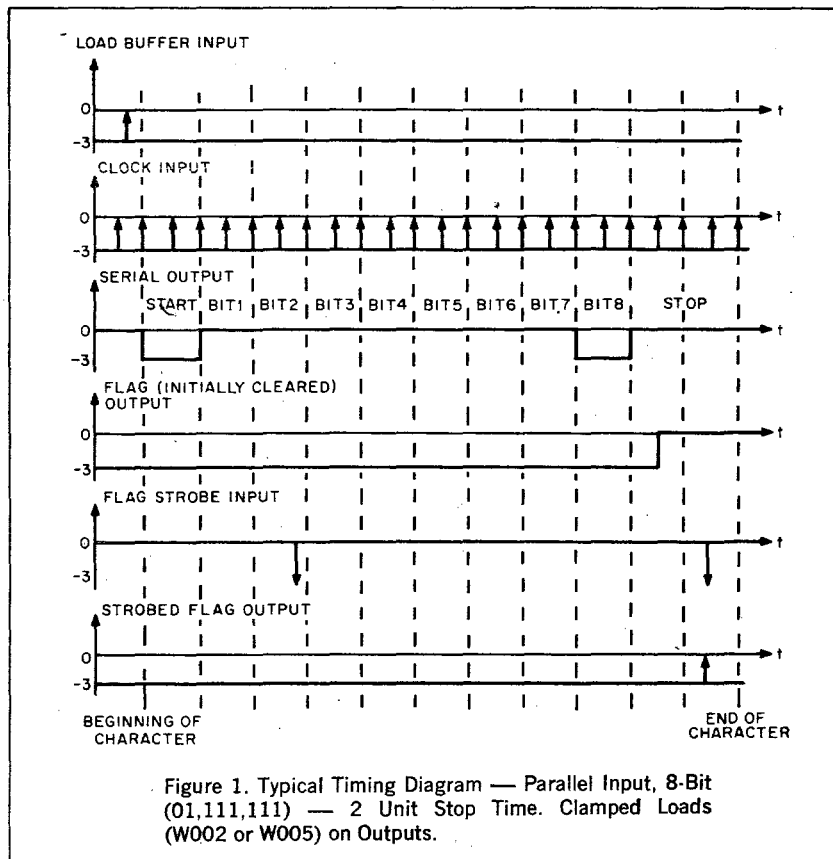 LOAD BUFFER INPUT
0
-3
t
CLOCK INPUT
0
-3
t
SERIAL OUTPUT
START BIT1 BIT2 BIT3 BIT4 BIT5 BIT6 BIT7 BIT8 STOP
0
-3
t
FLAG (INITIALLY CLEARED)
OUTPUT
0
-3
t
FLAG STROBE INPUT
0
-3
t
STROBED FLAG OUTPUT
0
-3
t
BEGINNING OF
CHARACTER
END OF
CHARACTER
Figure 1. Typical Timing Diagram — Parallel Input, 8-Bit
(01,111,111) — 2 Unit Stop Time. Clamped Loads
(W002 or W005) on Outputs.